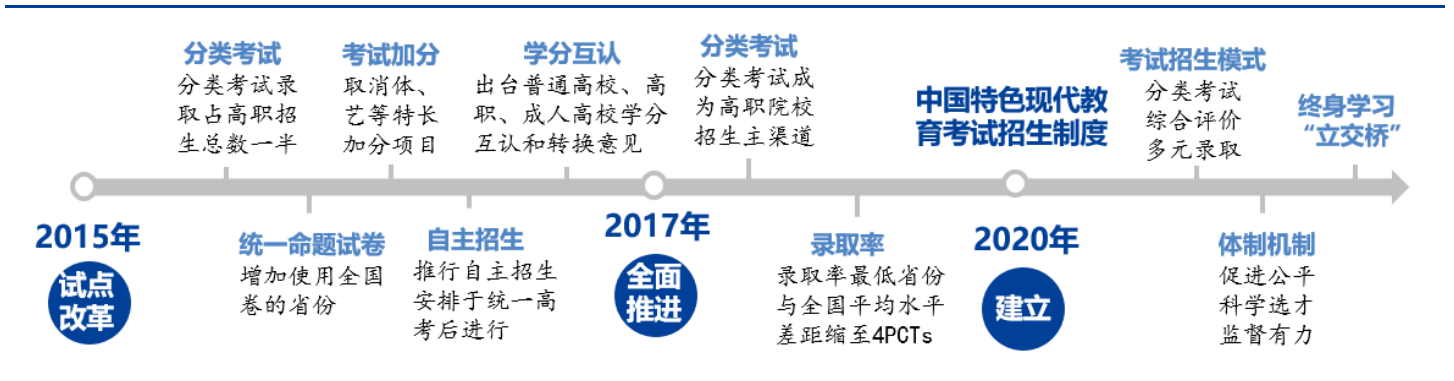 分类考试
分类考试录
取占高职招
生总数一半
考试加分
取消体、
艺等特长
加分项目
学分互认
出台普通高校、高
职、成人高校学分
互认和转换意见
分类考试
分类考试成
为高职院校
招生主渠道
中国特色现代教
育考试招生制度
考试招生模式
分类考试
综合评价
多元录取
终身学习
“立交桥”
2015年
试点
改革
统一命题试卷
增加使用全国
卷的省份
自主招生
推行自主招生
安排于统一高
考后进行
2017年
全面
推进
录取率
录取率最低省份
与全国平均水平
差距缩至4PCTs
2020年
建立
体制机制
促进公平
科学选才
监督有力